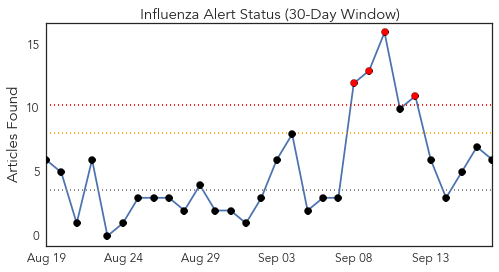 Influenza Alert Status (30-Day Window)
Articles Found
15
10
5
0
Aug 19 Aug 24 Aug 29 Sep 03 Sep 08 Sep 13